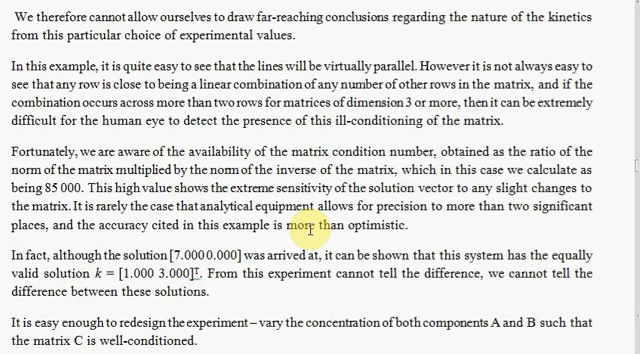 We therefore cannot allow ourselves to draw far-reaching conclusions regarding the nature of the kinetics
from this particular choice of experimental values.
In this example, it is quite easy to see that the lines will be virtually parallel. However it is not always easy to
see that any row is close to being a linear combination of any number of other rows in the matrix, and if the
combination occurs across more than two rows for matrices of dimension 3 or more, then it can be extremely
difficult for the human eye to detect the presence of this ill-conditioning of the matrix.
Fortunately, we are aware of the availability of the matrix condition number, obtained as the ratio of the
norm of the matrix multiplied by the norm of the inverse of the matrix, which in this case we calculate as
being 85 000. This high value shows the extreme sensitivity of the solution vector to any slight changes to
the matrix. It is rarely the case that analytical equipment allows for precision to more than two significant
places, and the accuracy cited in this example is more than optimistic.
In fact, although the solution [7.000 0.000] was arrived at, it can be shown that this system has the equally
valid solution k = [1.000 3.000]ᵀ. From this experiment cannot tell the difference, we cannot tell the
difference between these solutions.
It is easy enough to redesign the experiment – vary the concentration of both components A and B such that
the matrix C is well-conditioned.